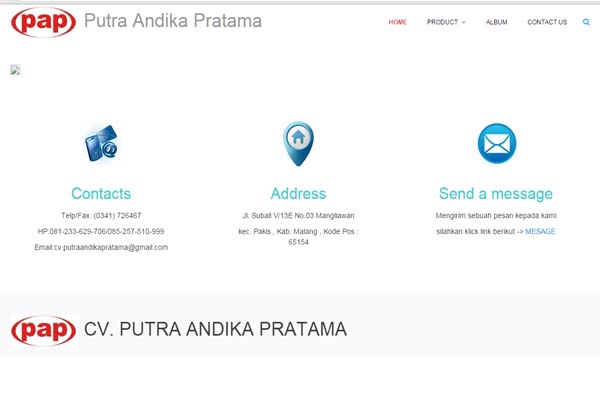 pap Putra Andika Pratama
HOME PRODUCT ALBUM CONTACT US
Contacts
Telp/Fax. (0341) 726467
HP:081-233-629-706/085-257-510-999
Email:cv.putraandikapratama@gmail.com
Address
Jl. Subali V/13E No.03 Mangliawan
kec. Pakis , Kab. Malang , Kode Pos :
65154
Send a message
Mengirim sebuah pesan kepada kami
silahkan klick link berikut -> MESAGE
pap CV. PUTRA ANDIKA PRATAMA